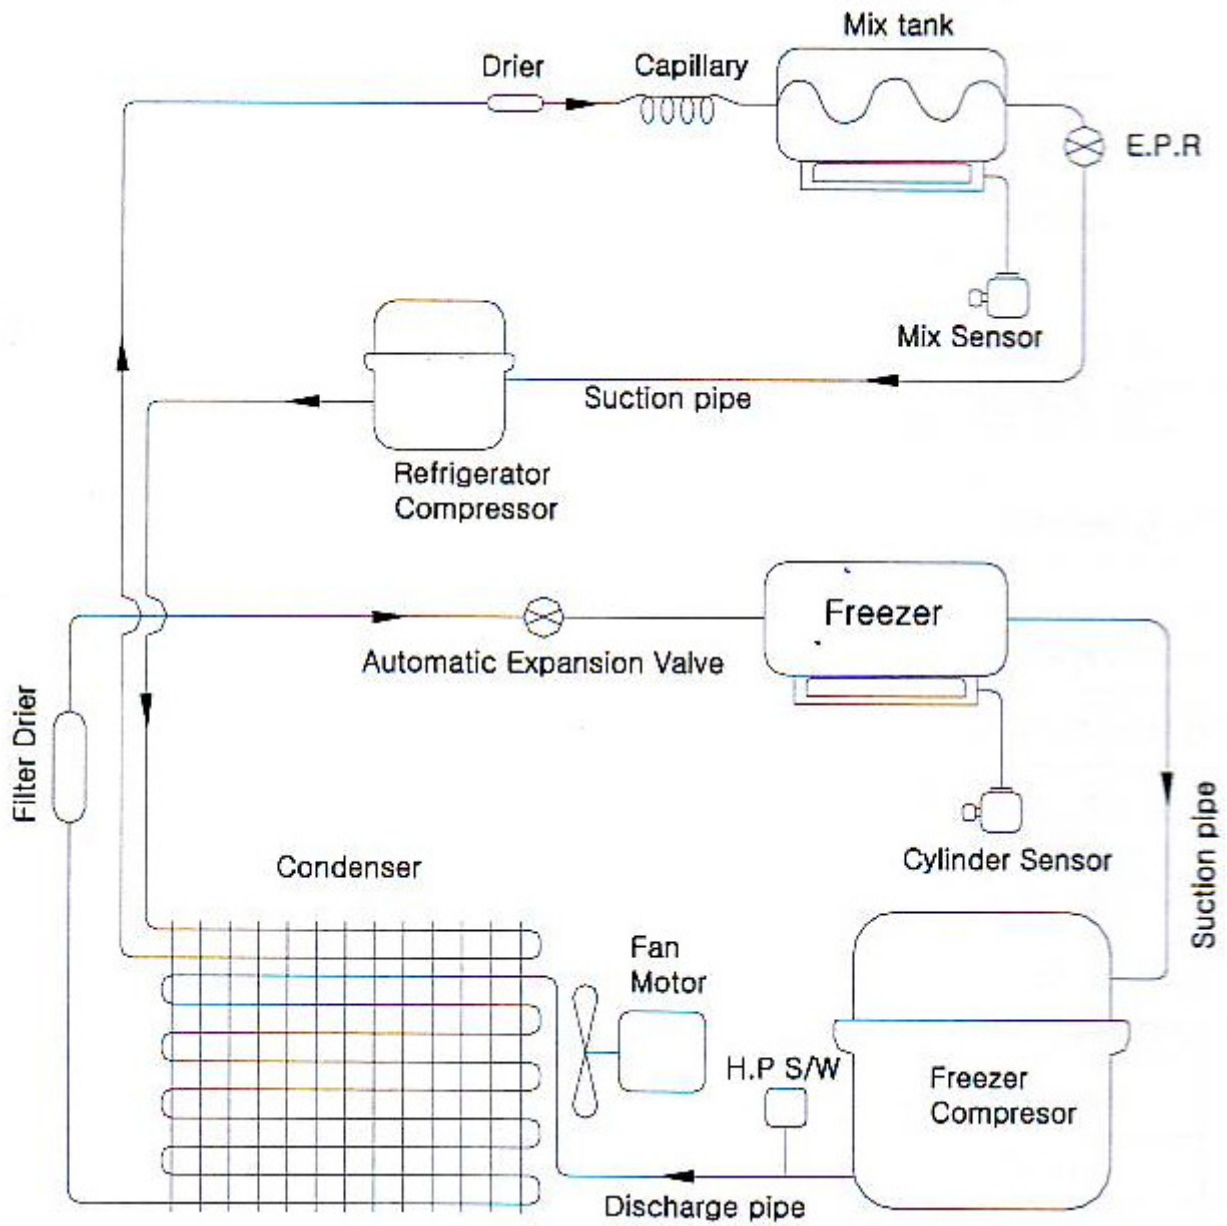 Mix tank
Drier
Capillary
E.P.R
Mix Sensor
Suction pipe
Refrigerator
Compressor
Freezer
Automatic Expansion Valve
Filter Drier
Cylinder Sensor
Suction pipe
Condenser
Fan
Motor
H.P S/W
Freezer
Compresor
Discharge pipe